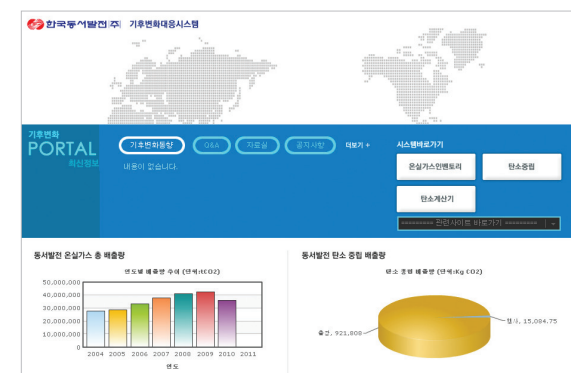 한국동서발전(주) 기후변화대응시스템
기후변화
PORTAL
최신정보
기후변화동향 Q&A 자료실 공지사항 더보기 +
내용이 없습니다.
시스템바로가기
온실가스인벤토리 탄소중립
탄소계산기
========= 관련사이트 바로가기 =========
동서발전 온실가스 총 배출량
연도별 배출량 추이 (단위:tCO2)
50,000,000
40,000,000
30,000,000
20,000,000
10,000,000
0
2004 2005 2006 2007 2008 2009 2010 2011
연도
동서발전 탄소 중립 배출량
탄소 중립 배출량 (단위:Kg CO2)
출간, 921,808
행사, 15,084.75